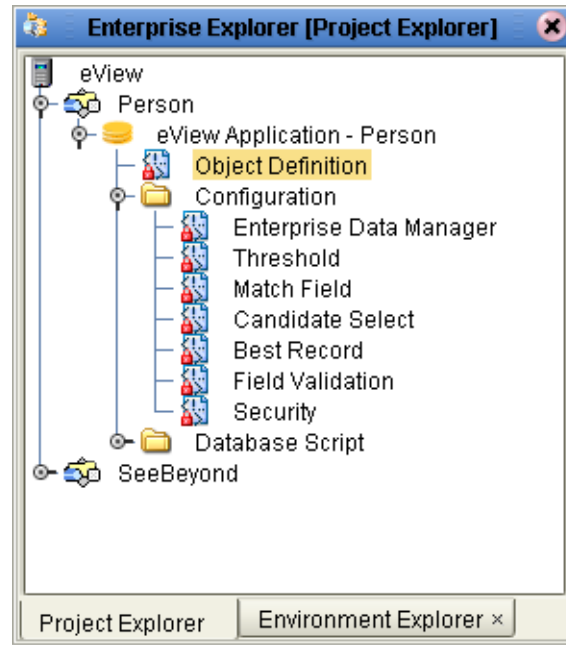 Enterprise Explorer [Project Explorer]
eView
Person
eView Application - Person
Object Definition
Configuration
Enterprise Data Manager
Threshold
Match Field
Candidate Select
Best Record
Field Validation
Security
Database Script
SeeBeyond
Project Explorer Environment Explorer ×